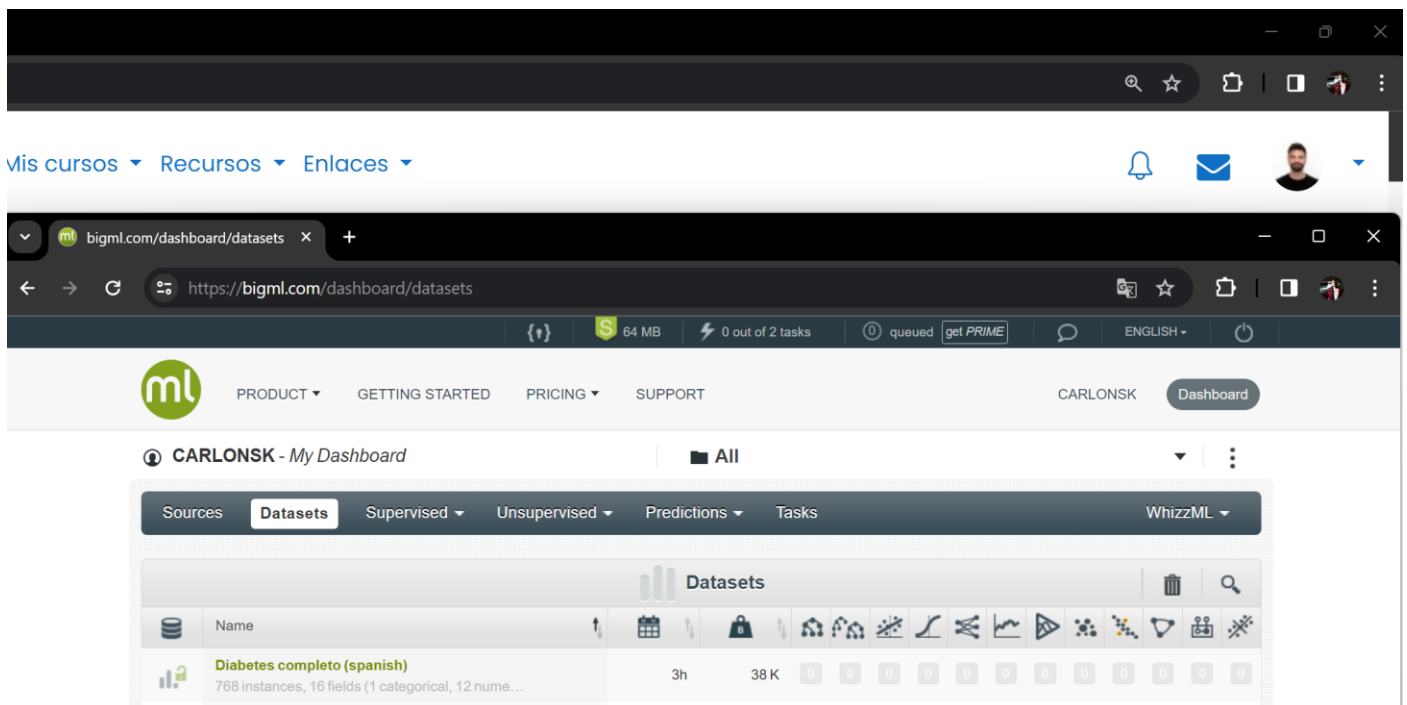 Mis cursos Recursos Enlaces
bigml.com/dashboard/datasets
https://bigml.com/dashboard/datasets
S 64 MB 0 out of 2 tasks 0 queued get PRIME ENGLISH
ml PRODUCT GETTING STARTED PRICING SUPPORT CARLONSK Dashboard
CARLONSK - My Dashboard All
Sources Datasets Supervised Unsupervised Predictions Tasks WhizzML
Datasets
Name
Diabetes completo (spanish) 3h 38 K 0 0 0 0 0 0 0 0 0 0 0 0
768 instances, 16 fields (1 categorical, 12 nume…